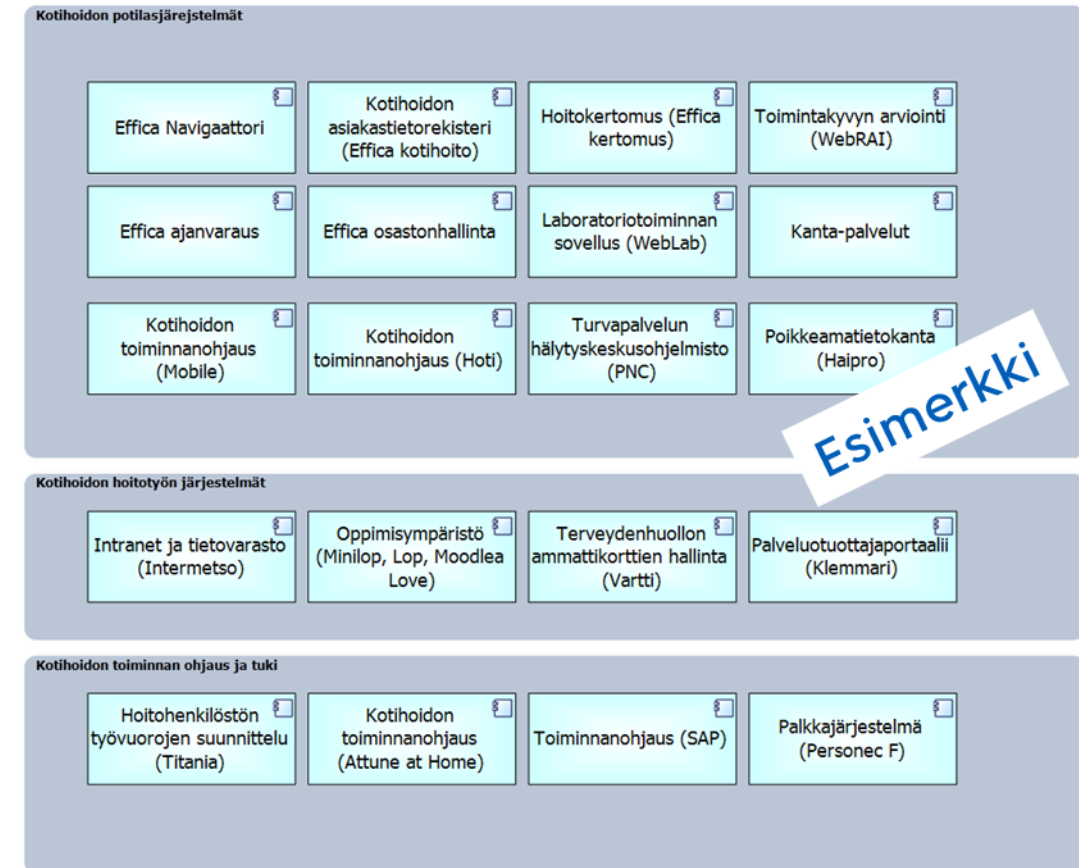 Kotihoidon potilasjärejstelmät
Effica Navigaattori
Kotihoidon
asiakastietorekisteri
(Effica kotihoito)
Hoitokertomus (Effica
kertomus)
Toimintakyvyn arviointi
(WebRAI)
Effica ajanvaraus
Effica osastonhallinta
Laboratoriotoiminnan
sovellus (WebLab)
Kanta-palvelut
Kotihoidon
toiminnanohjaus
(Mobile)
Kotihoidon
toiminnanohjaus (Hoti)
Turvapalvelun
hälytyskeskusohjelmisto
(PNC)
Poikkeamatietokanta
(Haipro)
Esimerkki
Kotihoidon hoitotyön järjestelmät
Intranet ja tietovarasto
(Intermetso)
Oppimisympäristö
(Minilop, Lop, Moodlea
Love)
Terveydenhuollon
ammattikorttien hallinta
(Vartti)
Palveluotuottajaportaalii
(Klemmari)
Kotihoidon toiminnan ohjaus ja tuki
Hoitohenkilöstön
työvuorojen suunnittelu
(Titania)
Kotihoidon
toiminnanohjaus
(Attune at Home)
Toiminnanohjaus (SAP)
Palkkajärjestelmä
(Personec F)